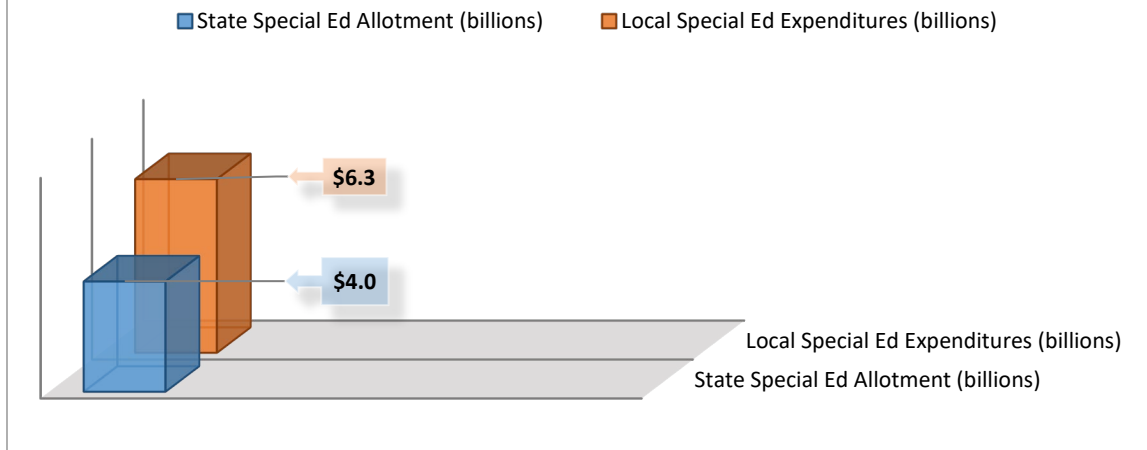 State Special Ed Allotment (billions) Local Special Ed Expenditures (billions)
$6.3
$4.0
Local Special Ed Expenditures (billions)
State Special Ed Allotment (billions)